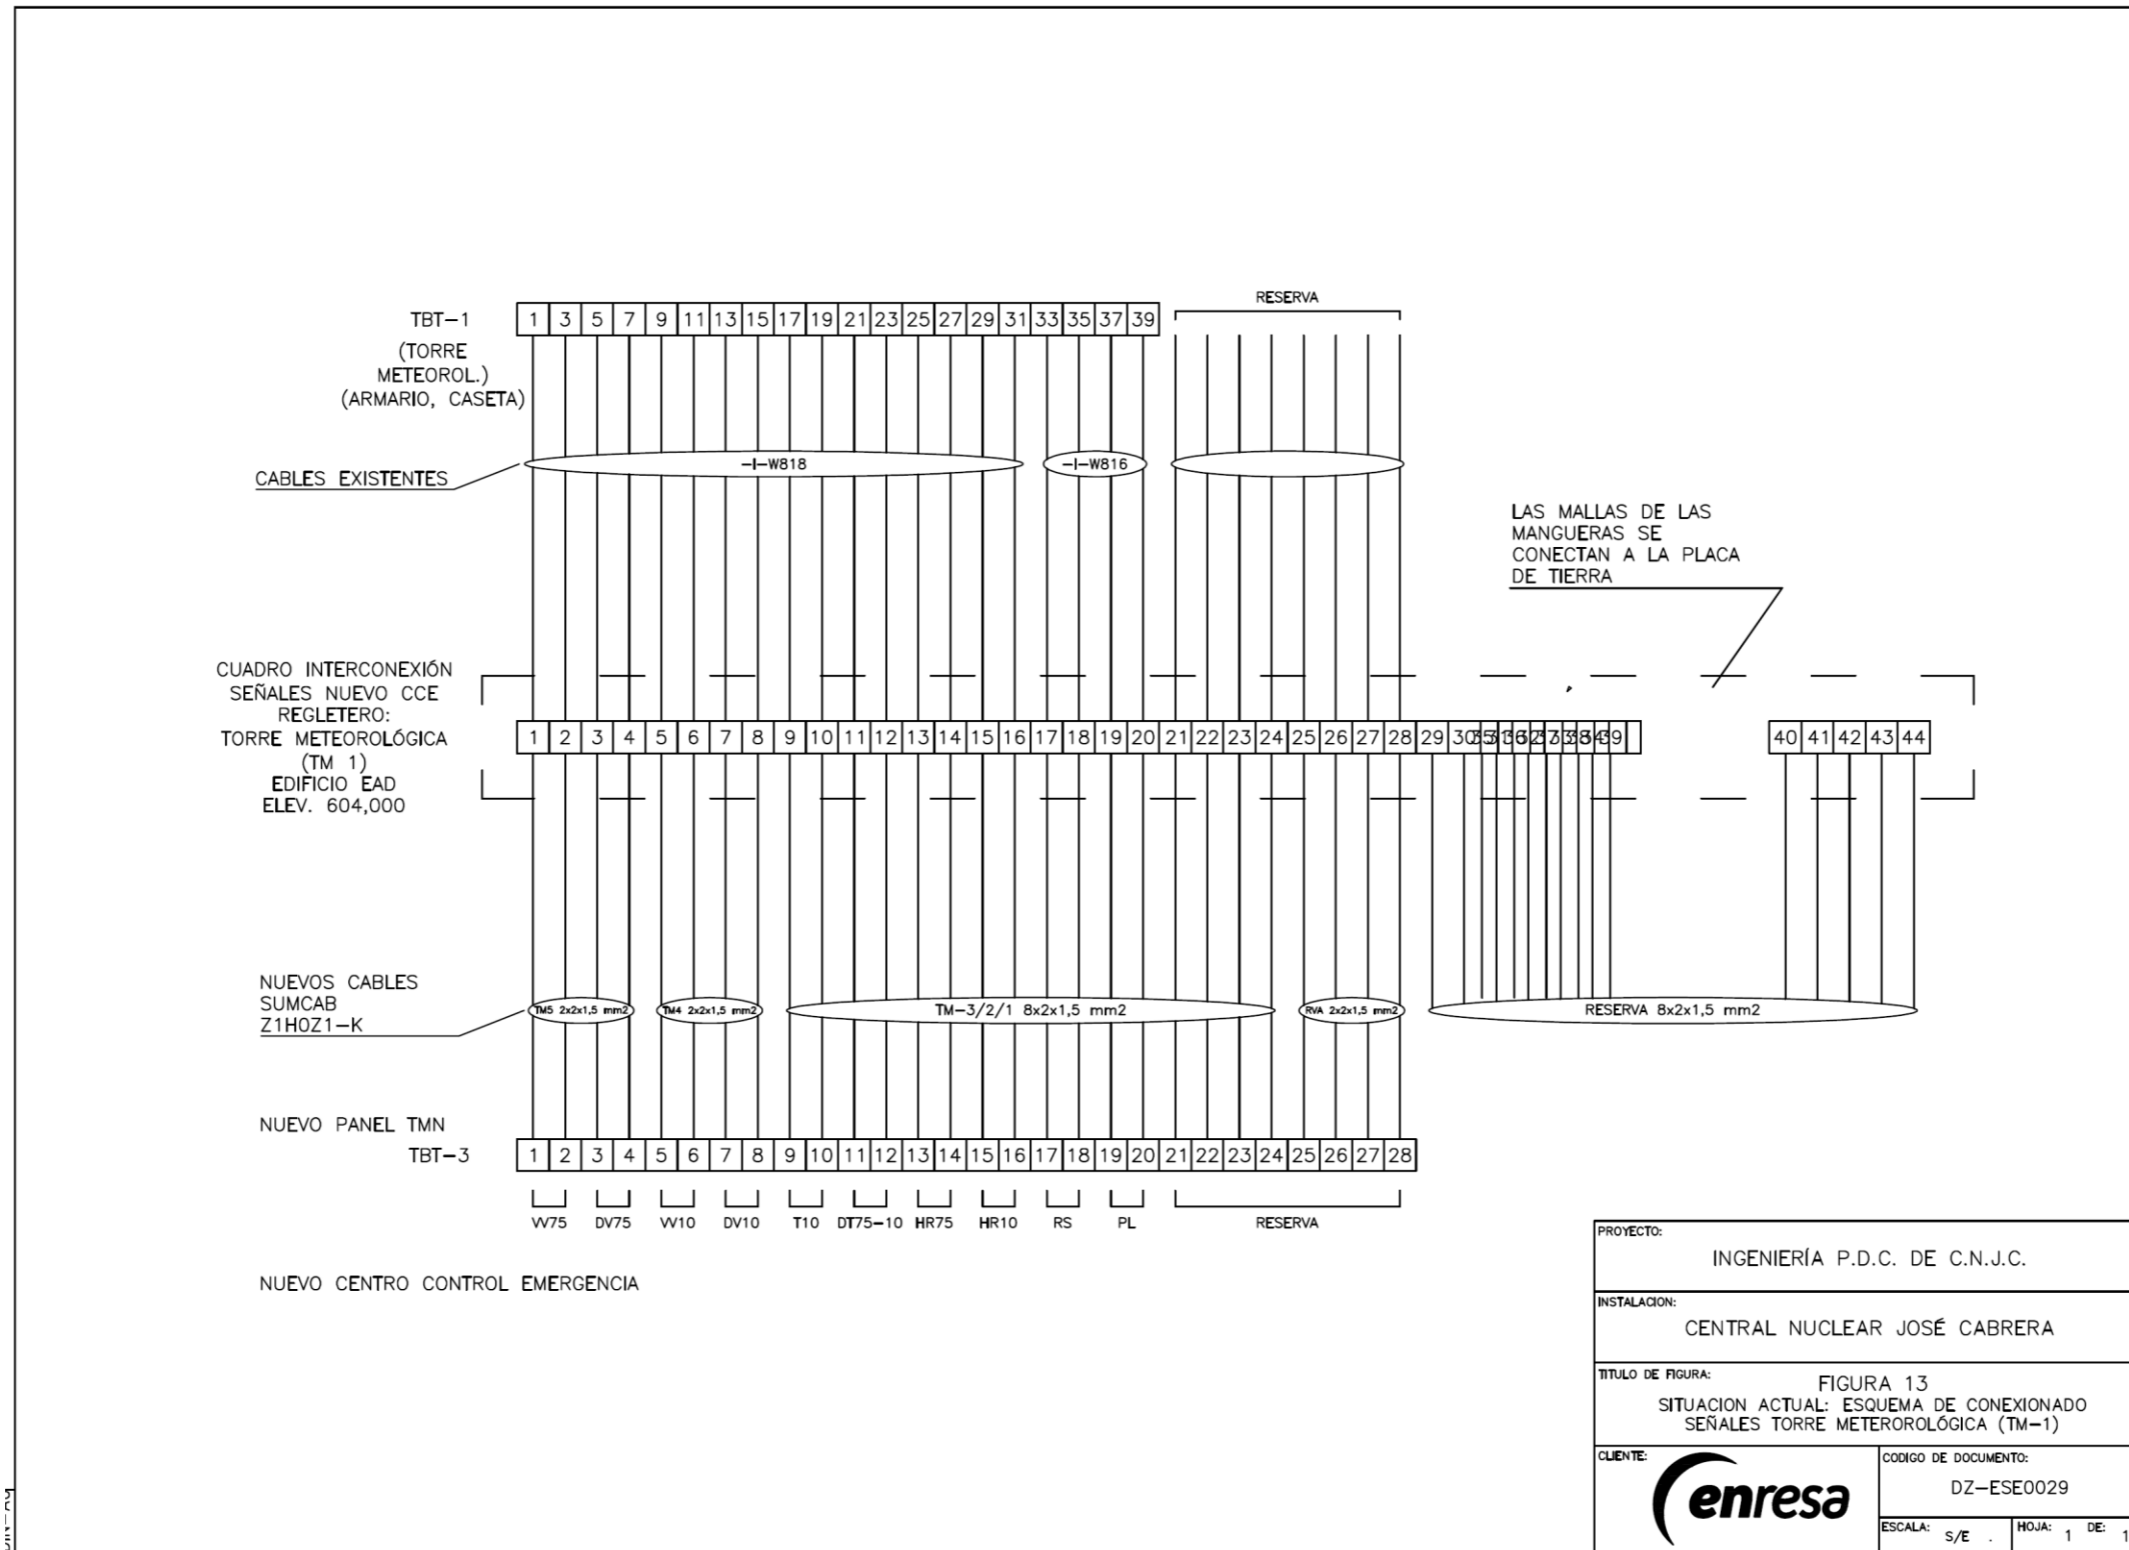 RESERVA
TBT-1 1 3 5 7 9 11 13 15 17 19 21 23 25 27 29 31 33 35 37 39
(TORRE
METEOROL.)
(ARMARIO, CASETA)
-I-W818 -I-W816
CABLES EXISTENTES
LAS MALLAS DE LAS
MANGUERAS SE
CONECTAN A LA PLACA
DE TIERRA
CUADRO INTERCONEXIÓN
SEÑALES NUEVO CCE
REGLETERO:
TORRE METEOROLÓGICA
(TM 1)
EDIFICIO EAD
ELEV. 604,000
1 2 3 4 5 6 7 8 9 10 11 12 13 14 15 16 17 18 19 20 21 22 23 24 25 26 27 28 29 30 40 41 42 43 44
NUEVOS CABLES
SUMCAB
Z1HOZ1-K
TM5 2x2x1,5 mm2 TM4 2x2x1,5 mm2 TM-3/2/1 8x2x1,5 mm2 RVA 2x2x1,5 mm2 RESERVA 8x2x1,5 mm2
NUEVO PANEL TMN
TBT-3 1 2 3 4 5 6 7 8 9 10 11 12 13 14 15 16 17 18 19 20 21 22 23 24 25 26 27 28
VV75 DV75 VV10 DV10 T10 DT75-10 HR75 HR10 RS PL RESERVA
NUEVO CENTRO CONTROL EMERGENCIA
PROYECTO:
INGENIERÍA P.D.C. DE C.N.J.C.
INSTALACION:
CENTRAL NUCLEAR JOSÉ CABRERA
TITULO DE FIGURA:
FIGURA 13
SITUACION ACTUAL: ESQUEMA DE CONEXIONADO
SEÑALES TORRE METEROROLÓGICA (TM-1)
CLIENTE:
enresa
CODIGO DE DOCUMENTO:
DZ-ESE0029
ESCALA: S/E .
HOJA: 1 DE: 1